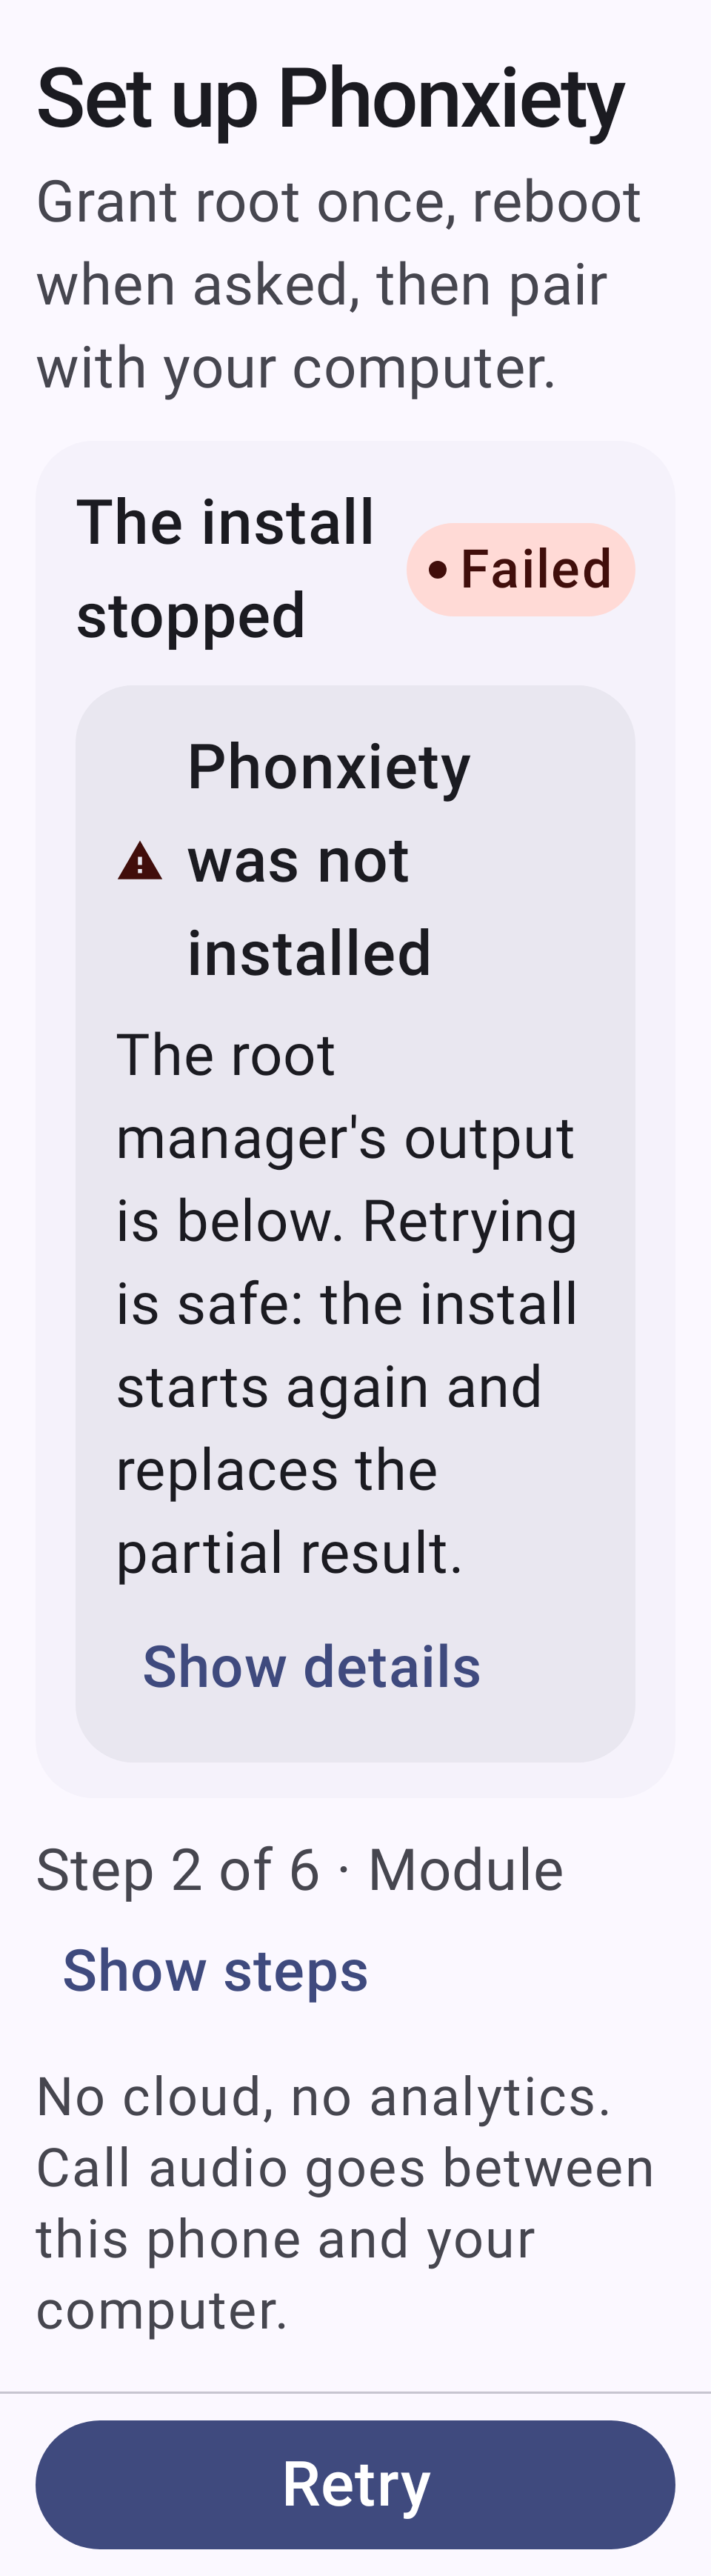 Set up Phonxiety
Grant root once, reboot
when asked, then pair
with your computer.
The install
stopped
• Failed
Phonxiety
was not
installed
The root
manager's output
is below. Retrying
is safe: the install
starts again and
replaces the
partial result.
Show details
Step 2 of 6 · Module
Show steps
No cloud, no analytics.
Call audio goes between
this phone and your
computer.
Retry